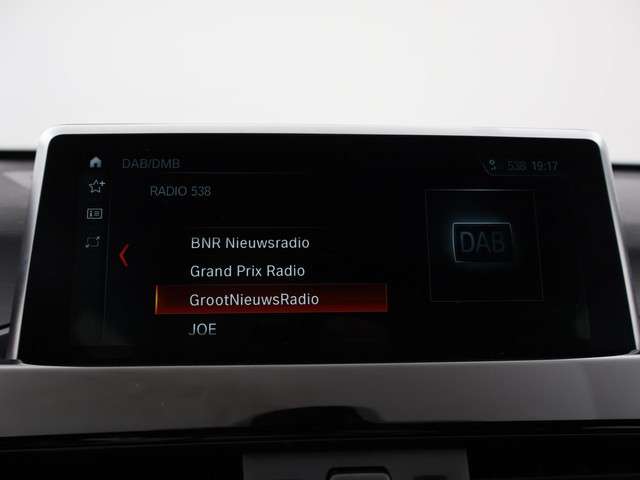 DAB/DMB
538 19:17
RADIO 538
BNR Nieuwsradio
Grand Prix Radio
GrootNieuwsRadio
JOE
DAB